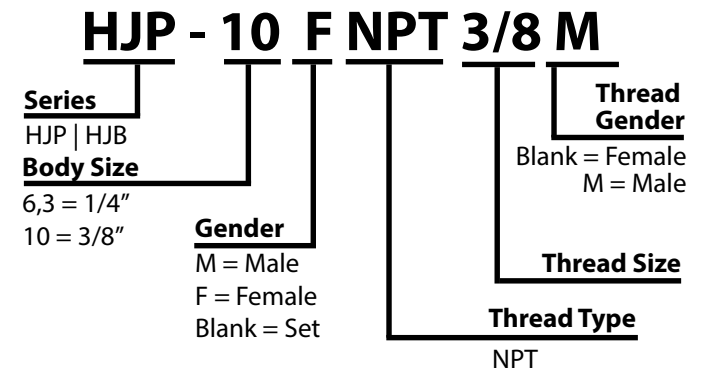 HJP - 10 F NPT 3/8 M
Series
HJP | HJB
Body Size
6,3 = 1/4”
10 = 3/8”
Gender
M = Male
F = Female
Blank = Set
Thread
Gender
Blank = Female
M = Male
Thread Size
Thread Type
NPT